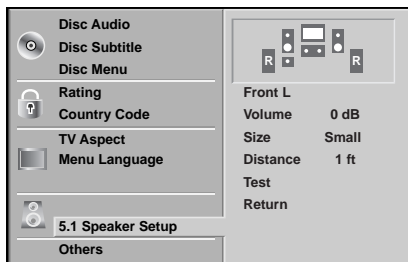 Disc Audio
Disc Subtitle
Disc Menu
Rating
Country Code
TV Aspect
Menu Language
5.1 Speaker Setup
Others
R R
Front L
Volume 0 dB
Size Small
Distance 1 ft
Test
Return